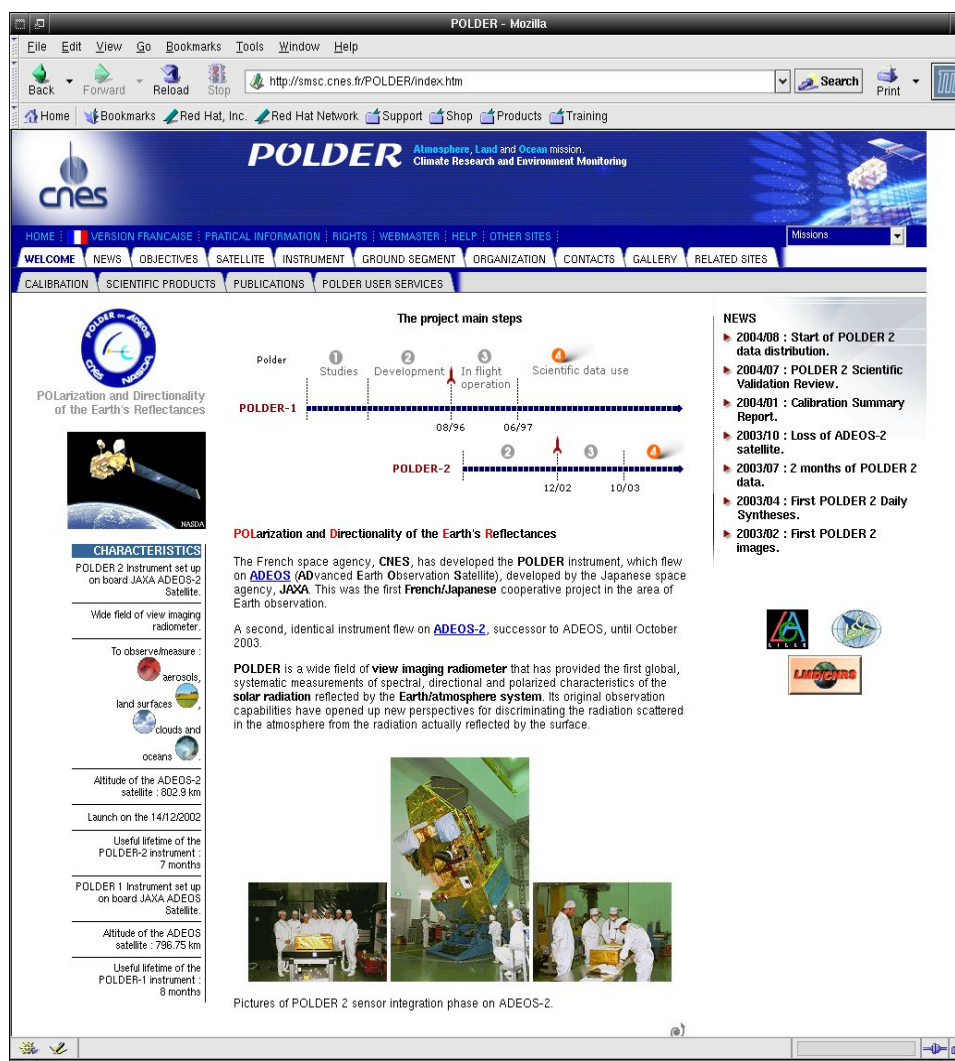 POLDER - Mozilla
File Edit View Go Bookmarks Tools Window Help
Back Forward Reload Stop http://smsc.cnes.fr/POLDER/index.htm Search Print
Home Bookmarks Red Hat, Inc. Red Hat Network Support Shop Products Training
cnes
POLDER
Atmosphere, Land and Ocean mission.
Climate Research and Environment Monitoring
HOME VERSION FRANCAISE PRATICAL INFORMATION RIGHTS WEBMASTER HELP OTHER SITES Missions
WELCOME NEWS OBJECTIVES SATELLITE INSTRUMENT GROUND SEGMENT ORGANIZATION CONTACTS GALLERY RELATED SITES
CALIBRATION SCIENTIFIC PRODUCTS PUBLICATIONS POLDER USER SERVICES
POLDER on ADEOS
CNES NASDA
POLarization and Directionality
of the Earth's Reflectances
NASDA
CHARACTERISTICS
POLDER 2 Instrument set up
on board JAXA ADEOS-2
Satellite.
Wide field of view imaging
radiometer.
To observe/measure :
aerosols,
land surfaces ,
clouds and
oceans .
Altitude of the ADEOS-2
satellite : 802.9 km
Launch on the 14/12/2002
Useful lifetime of the
POLDER-2 instrument :
7 months
POLDER 1 Instrument set up
on board JAXA ADEOS
Satellite.
Altitude of the ADEOS
satellite : 796.75 km
Useful lifetime of the
POLDER-1 instrument :
8 months
The project main steps
Polder 1 2 3 4
Studies Development In flight operation Scientific data use
POLDER-1
08/96 06/97
2 3 4
POLDER-2
12/02 10/03
POLarization and Directionality of the Earth's Reflectances
The French space agency, CNES, has developed the POLDER instrument, which flew
on ADEOS (ADvanced Earth Observation Satellite), developed by the Japanese space
agency, JAXA. This was the first French/Japanese cooperative project in the area of
Earth observation.
A second, identical instrument flew on ADEOS-2, successor to ADEOS, until October
2003.
POLDER is a wide field of view imaging radiometer that has provided the first global,
systematic measurements of spectral, directional and polarized characteristics of the
solar radiation reflected by the Earth/atmosphere system. Its original observation
capabilities have opened up new perspectives for discriminating the radiation scattered
in the atmosphere from the radiation actually reflected by the surface.
Pictures of POLDER 2 sensor integration phase on ADEOS-2.
NEWS
2004/08 : Start of POLDER 2
data distribution.
2004/07 : POLDER 2 Scientific
Validation Review.
2004/01 : Calibration Summary
Report.
2003/10 : Loss of ADEOS-2
satellite.
2003/07 : 2 months of POLDER 2
data.
2003/04 : First POLDER 2 Daily
Syntheses.
2003/02 : First POLDER 2
images.
LOA
LILLE
LMD/CNRS